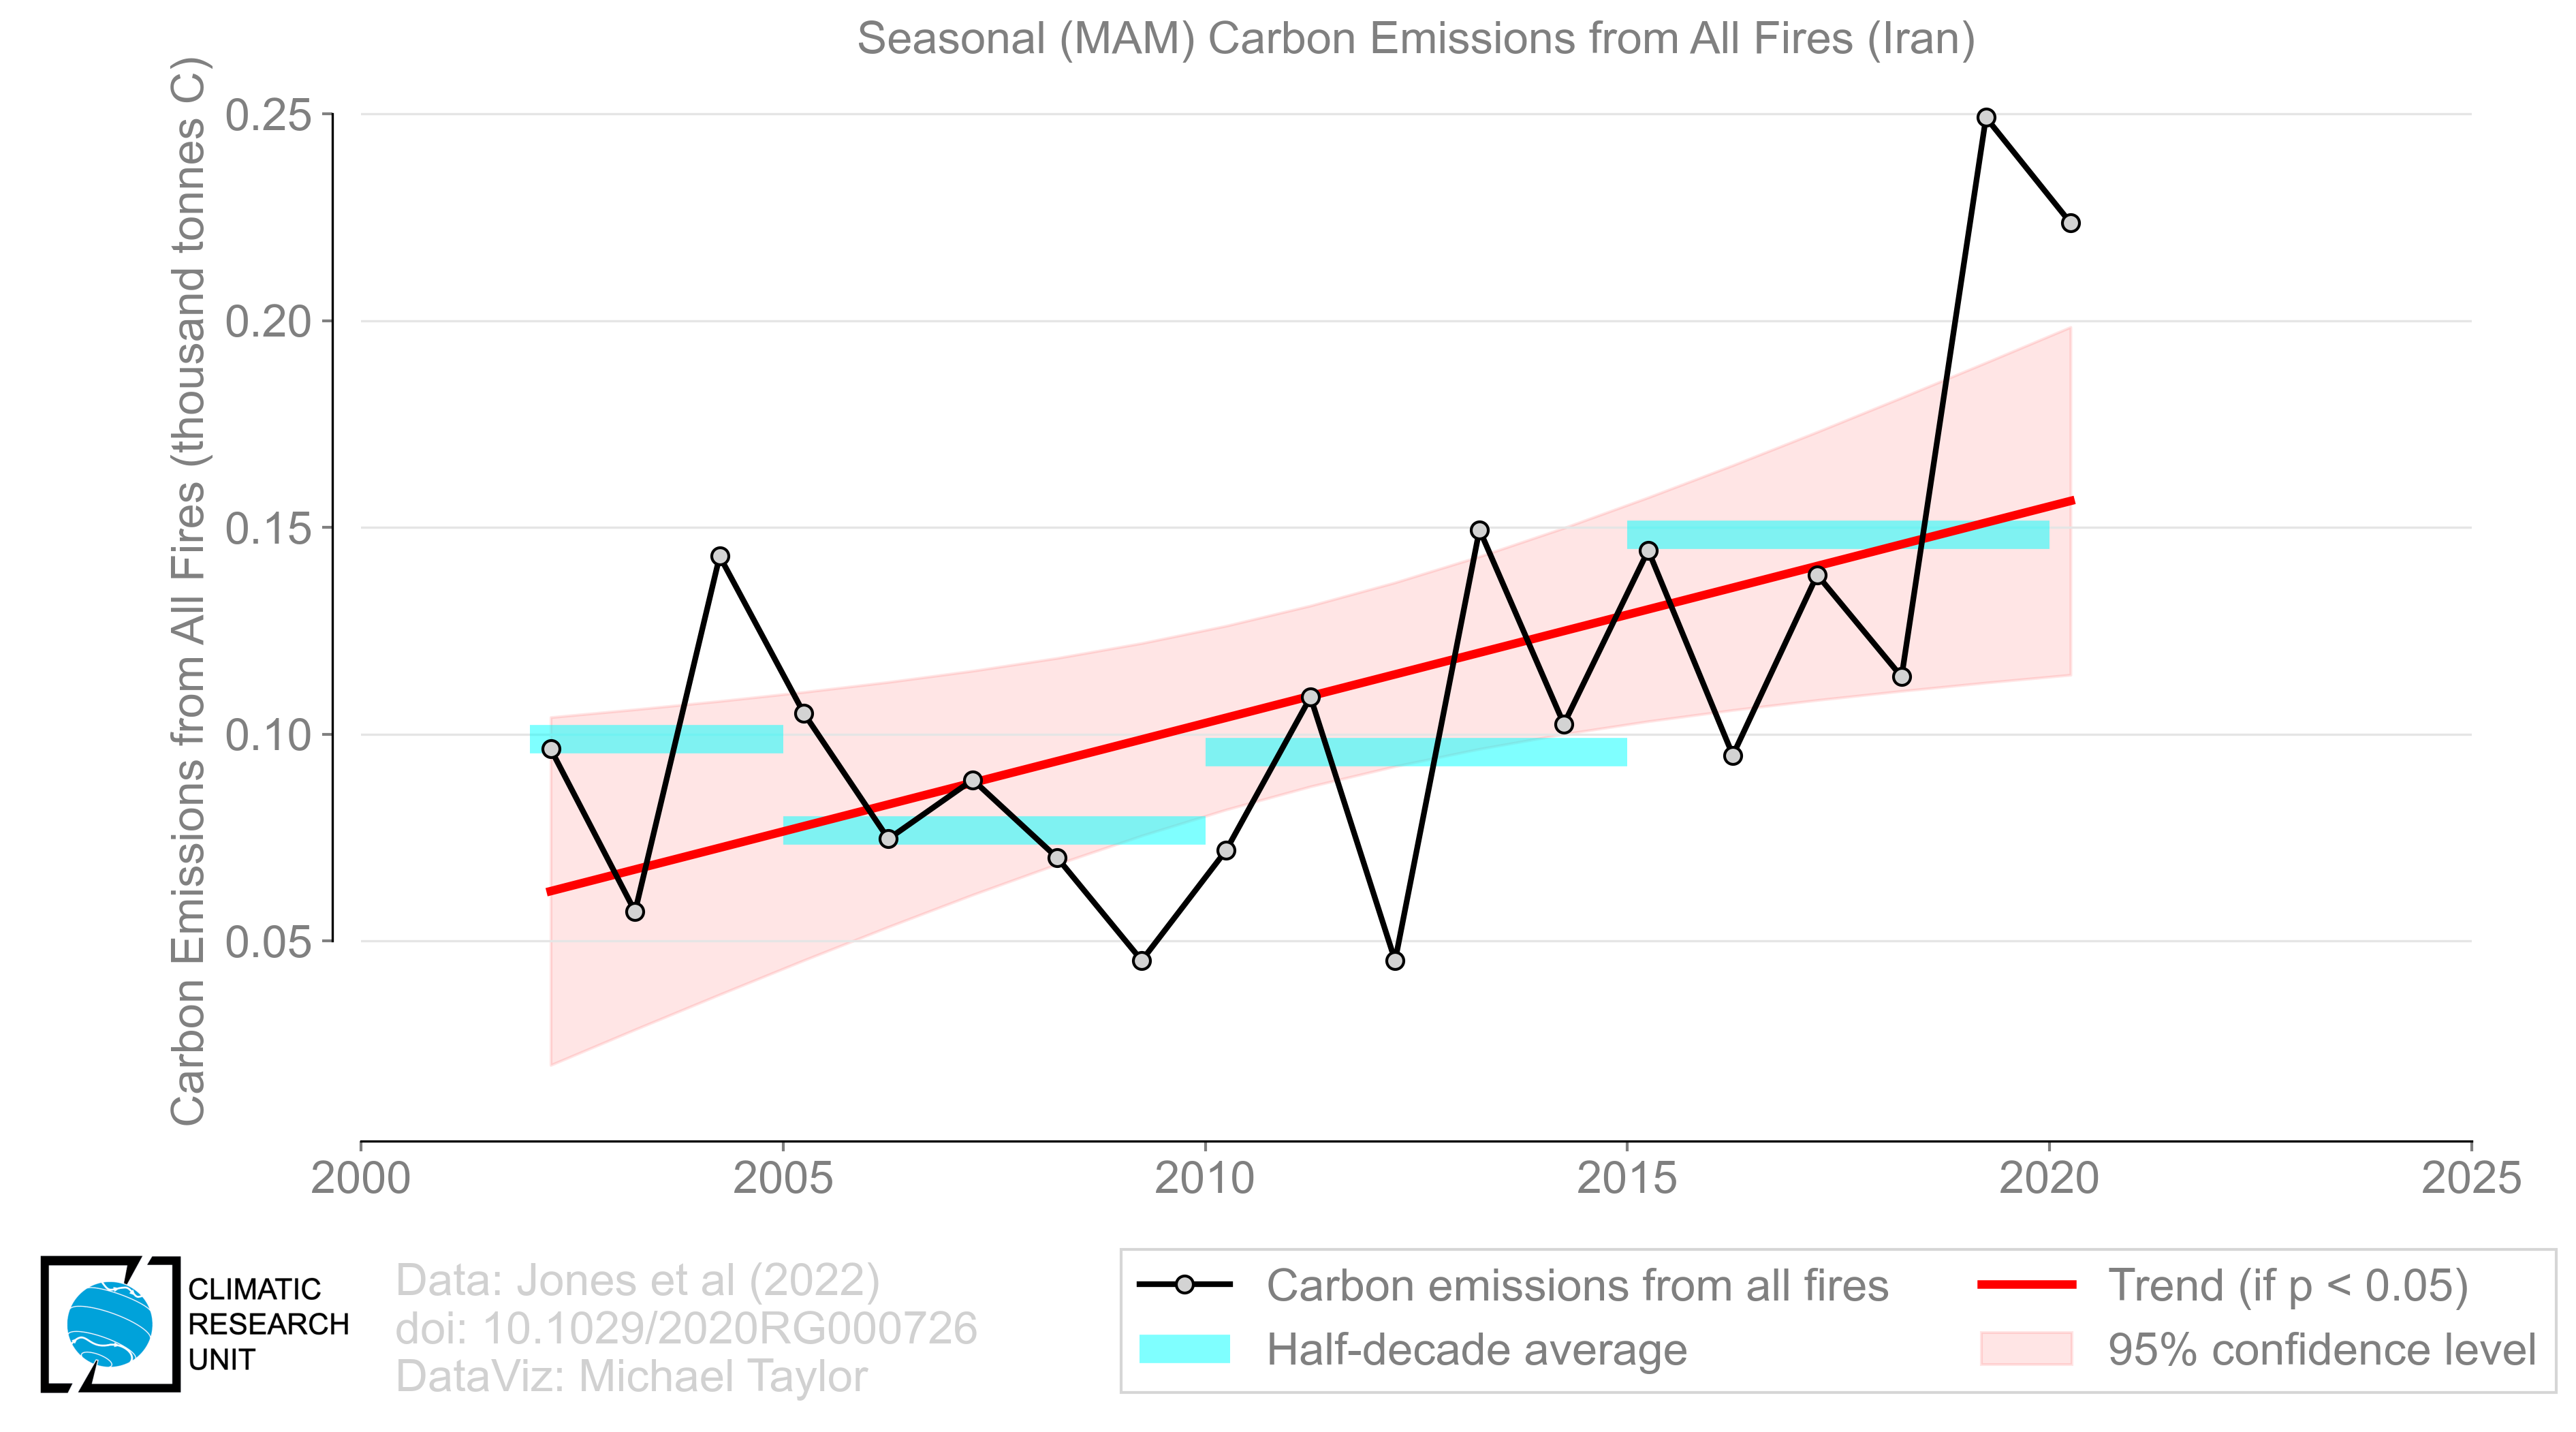 Seasonal (MAM) Carbon Emissions from All Fires (Iran)
Carbon Emissions from All Fires (thousand tonnes C)
0.25
0.20
0.15
0.10
0.05
2000 2005 2010 2015 2020 2025
CLIMATIC
RESEARCH
UNIT
Data: Jones et al (2022)
doi: 10.1029/2020RG000726
DataViz: Michael Taylor
Carbon emissions from all fires
Half-decade average
Trend (if p < 0.05)
95% confidence level